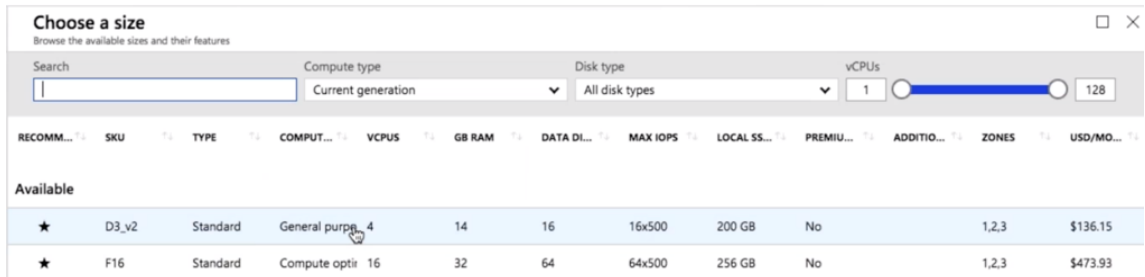 Choose a size
Browse the available sizes and their features
Search Compute type Disk type vCPUs
Current generation All disk types 1 128
RECOMM... SKU TYPE COMPUT... VCPUS GB RAM DATA DI... MAX IOPS LOCAL SS... PREMIU... ADDITIO... ZONES USD/MO...
Available
★ D3_v2 Standard General purpo 4 14 16 16x500 200 GB No 1,2,3 $136.15
★ F16 Standard Compute optir 16 32 64 64x500 256 GB No 1,2,3 $473.93